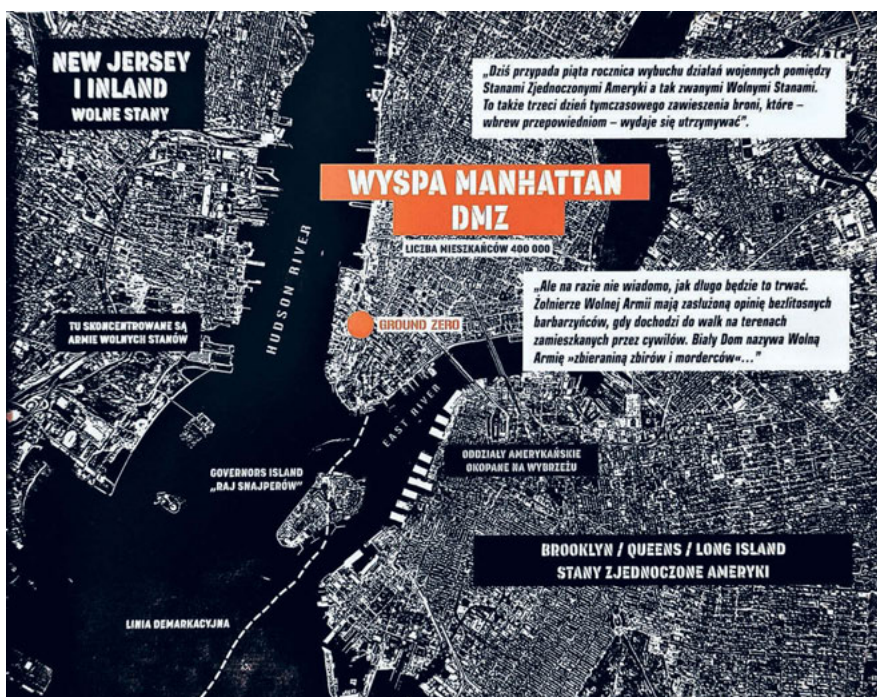 NEW JERSEY
I INLAND
WOLNE STANY
„Dziś przypada piąta rocznica wybuchu działań wojennych pomiędzy
Stanami Zjednoczonymi Ameryki a tak zwanymi Wolnymi Stanami.
To także trzeci dzień tymczasowego zawieszenia broni, które –
wbrew przepowiedniom – wydaje się utrzymywać”.
WYSPA MANHATTAN
DMZ
LICZBA MIESZKAŃCÓW 400 000
HUDSON RIVER
„Ale na razie nie wiadomo, jak długo będzie to trwać.
Żołnierze Wolnej Armii mają zasłużoną opinię bezlitosnych
barbarzyńców, gdy dochodzi do walk na terenach
zamieszkanych przez cywilów. Biały Dom nazywa Wolną
Armię »zbieraniną zbirów i morderców«...”
TU SKONCENTROWANE SĄ
ARMIE WOLNYCH STANÓW
GROUND ZERO
EAST RIVER
ODDZIAŁY AMERYKAŃSKIE
OKOPANE NA WYBRZEŻU
GOVERNORS ISLAND
„RAJ SNAJPERÓW”
BROOKLYN / QUEENS / LONG ISLAND
STANY ZJEDNOCZONE AMERYKI
LINIA DEMARKACYJNA